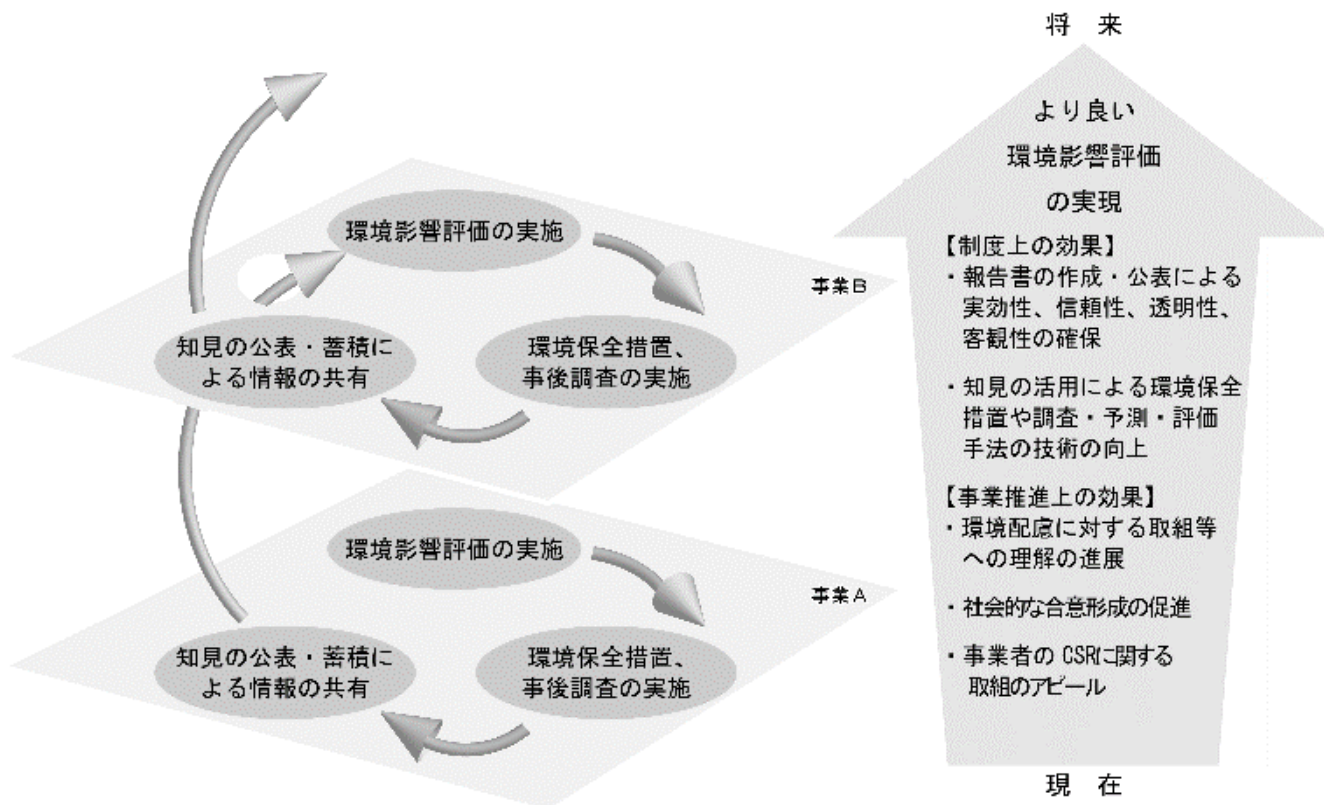 将 来
より良い
環境影響評価
の実現
【制度上の効果】
・報告書の作成・公表による
実効性、信頼性、透明性、
客観性の確保
・知見の活用による環境保全
措置や調査・予測・評価
手法の技術の向上
【事業推進上の効果】
・環境配慮に対する取組等
への理解の進展
・社会的な合意形成の促進
・事業者のCSRに関する
取組のアピール
現 在
環境影響評価の実施
事業B
知見の公表・蓄積に
よる情報の共有
環境保全措置、
事後調査の実施
環境影響評価の実施
事業A
知見の公表・蓄積に
よる情報の共有
環境保全措置、
事後調査の実施